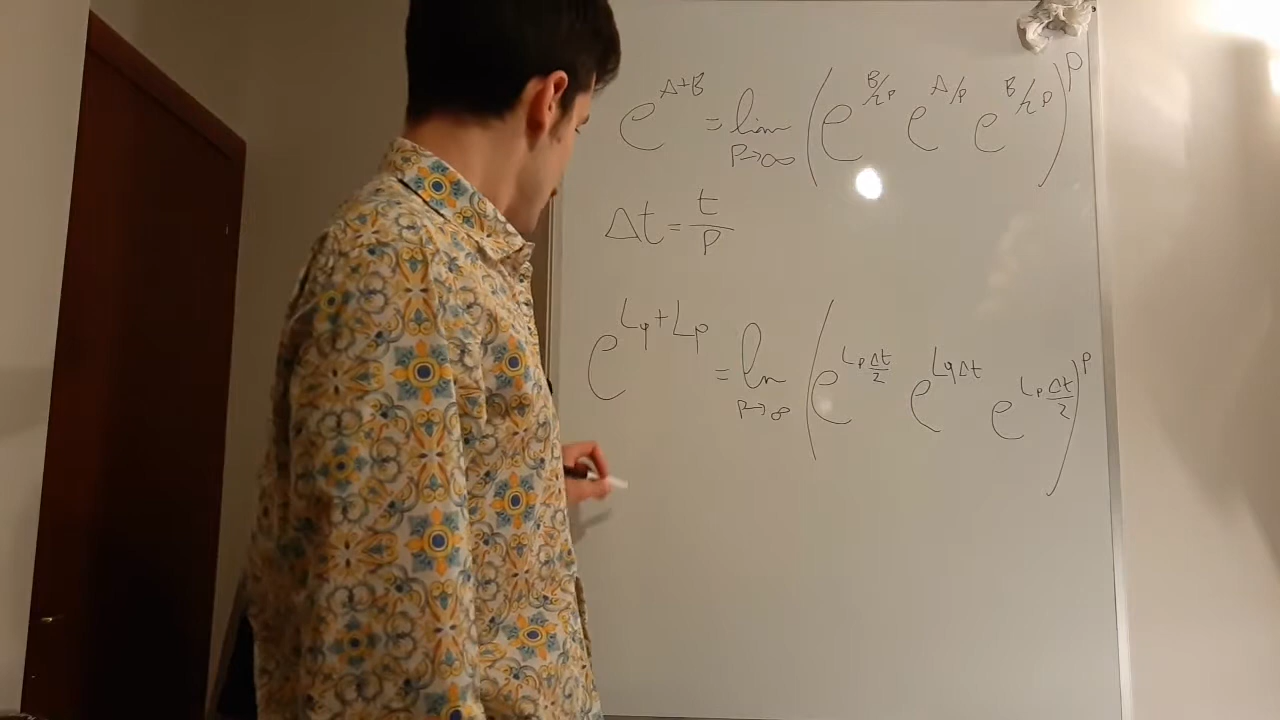 e^{A+B} = lim_{P→∞} (e^{B/2P} e^{A/P} e^{B/2P})^P
Δt = t/P
e^{Lq+Lp} = lim_{P→∞} (e^{Lp Δt/2} e^{Lq Δt} e^{Lp Δt/2})^P